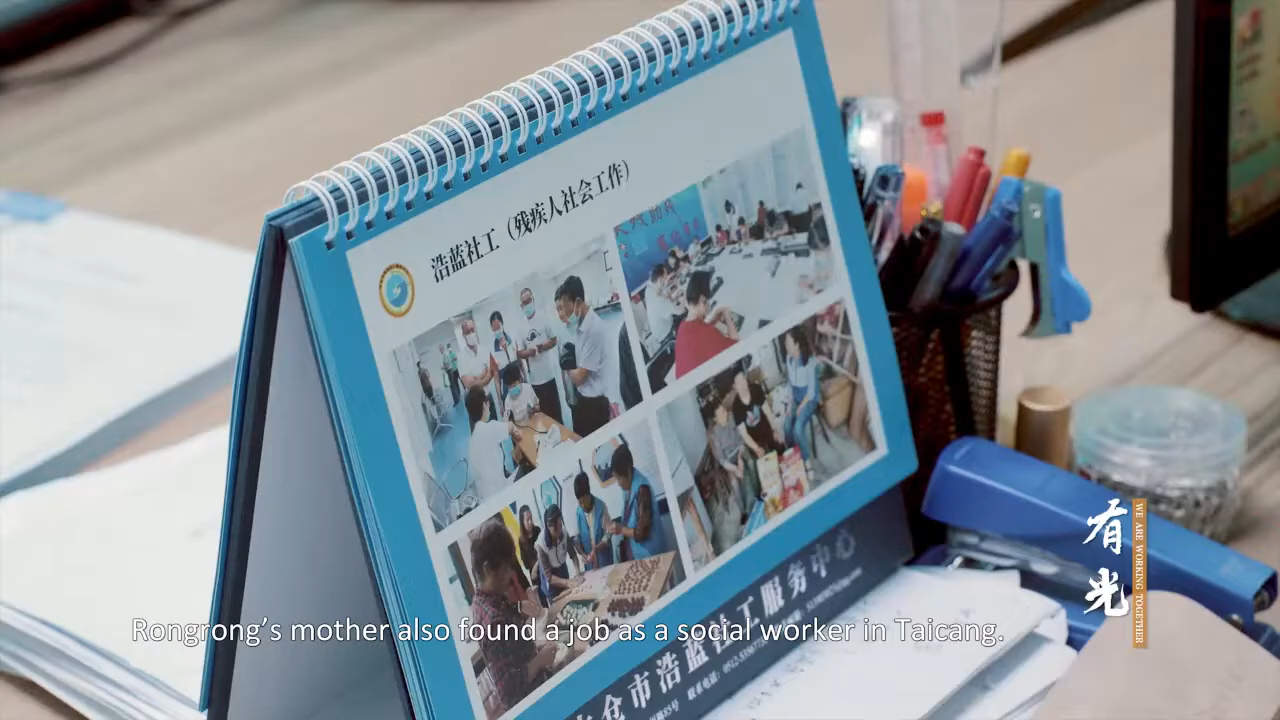 浩蓝社工（残疾人社会工作）
仓市浩蓝社工服务中心
Rongrong’s mother also found a job as a social worker in Taicang.
有光
WE ARE WORKING TOGETHER